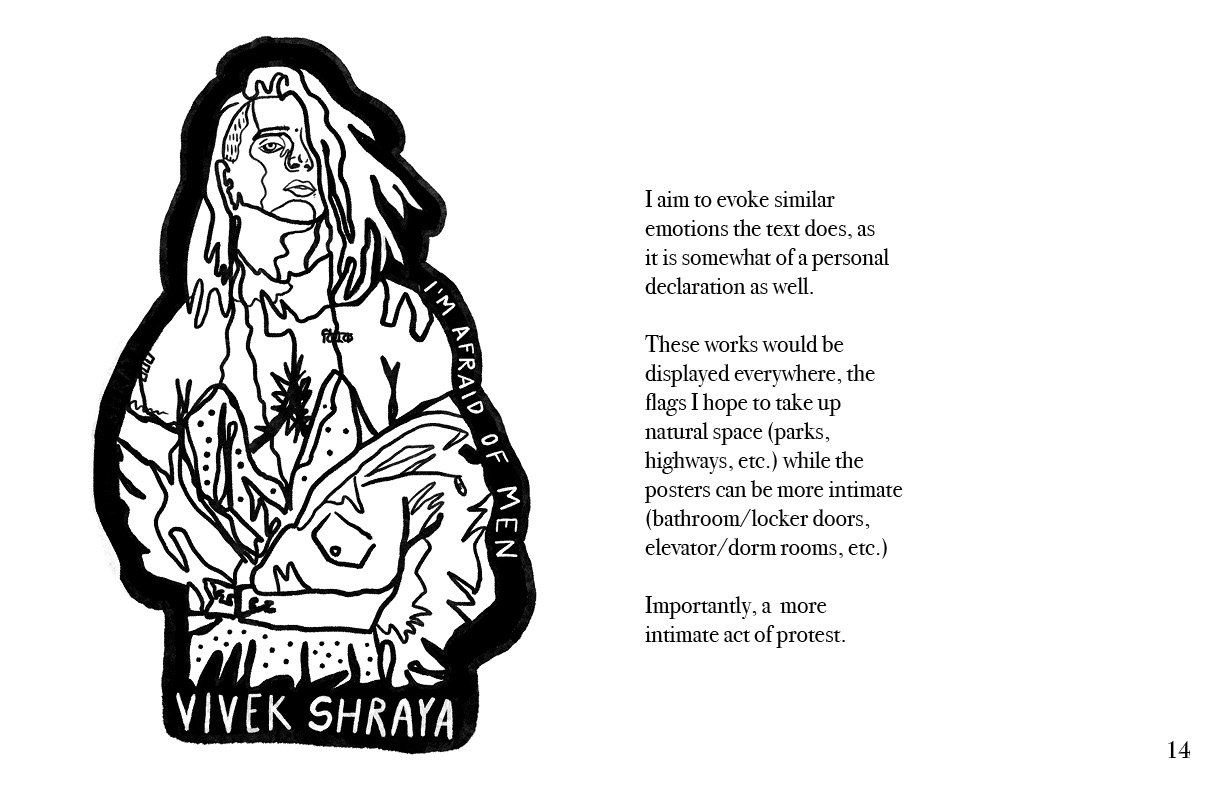 I'M AFRAID OF MEN
VIVEK SHRAYA
I aim to evoke similar
emotions the text does, as
it is somewhat of a personal
declaration as well.
These works would be
displayed everywhere, the
flags I hope to take up
natural space (parks,
highways, etc.) while the
posters can be more intimate
(bathroom/locker doors,
elevator/dorm rooms, etc.)
Importantly, a  more
intimate act of protest.
14